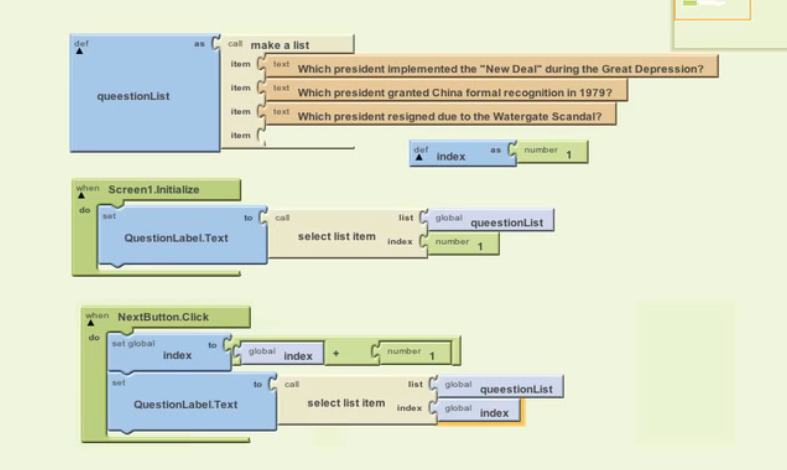 def as call make a list
item text Which president implemented the "New Deal" during the Great Depression?
queestionList item text Which president granted China formal recognition in 1979?
item text Which president resigned due to the Watergate Scandal?
item
def index as number 1
when Screen1.Initialize
do set QuestionLabel.Text to call select list item list global queestionList
index number 1
when NextButton.Click
do set global index to global index + number 1
set QuestionLabel.Text to call select list item list global queestionList
index global index